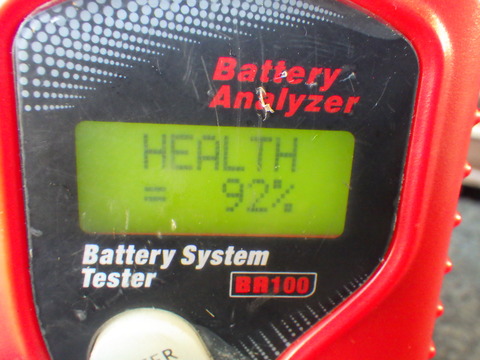 Battery
Analyzer
HEALTH
= 92%
Battery System
Tester
BR100